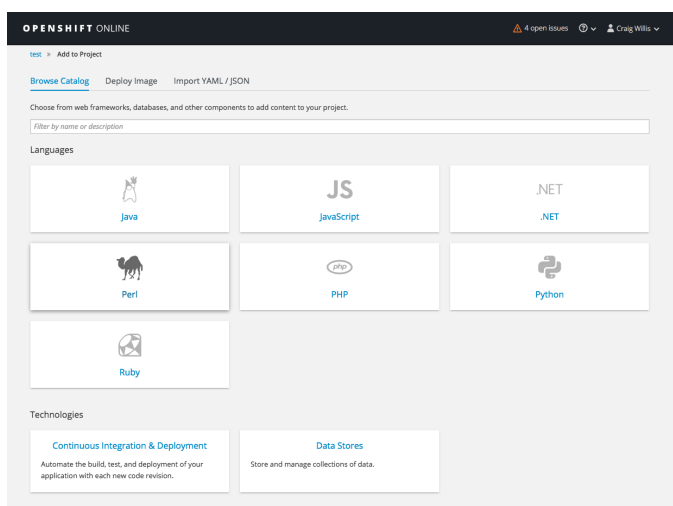 OPENSHIFT ONLINE
4 open issues
Craig Willis
test » Add to Project
Browse Catalog
Deploy Image
Import YAML / JSON
Choose from web frameworks, databases, and other components to add content to your project.
Filter by name or description
Languages
Java
JS
JavaScript
.NET
.NET
Perl
php
PHP
Python
Ruby
Technologies
Continuous Integration & Deployment
Automate the build, test, and deployment of your
application with each new code revision.
Data Stores
Store and manage collections of data.